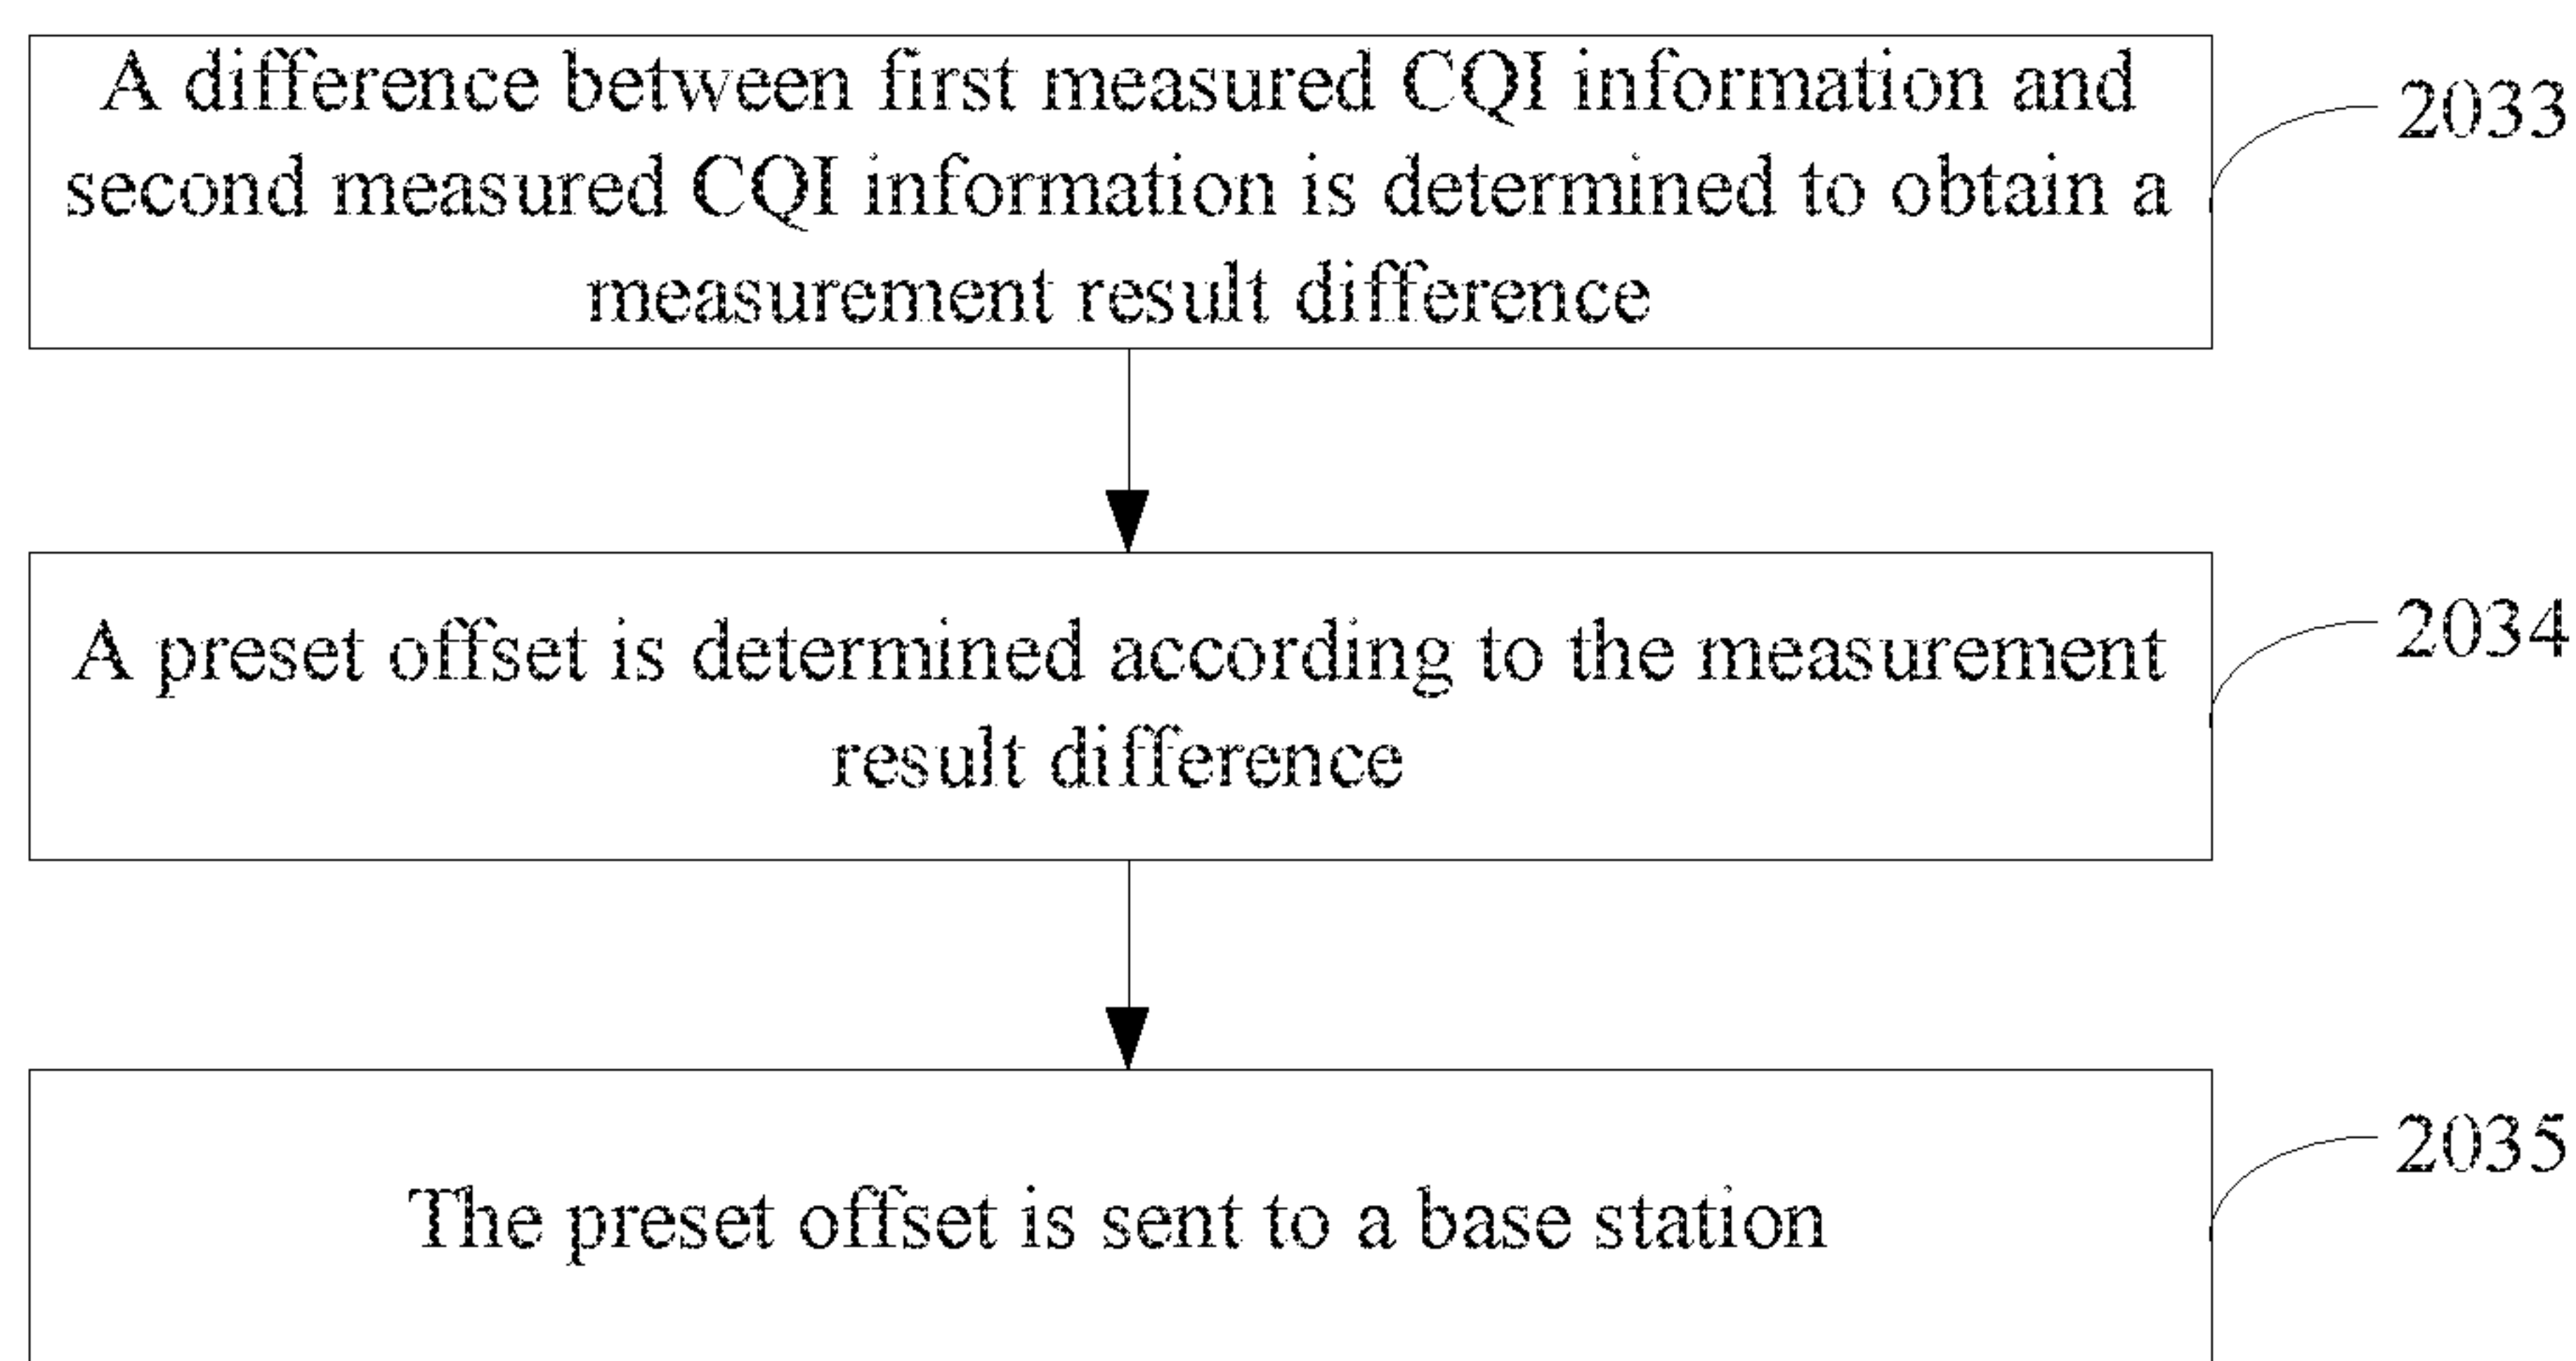 A difference between first measured CQI information and
second measured CQI information is determined to obtain a
measurement result difference
2033
A preset offset is determined according to the measurement
result difference
2034
The preset offset is sent to a base station
2035